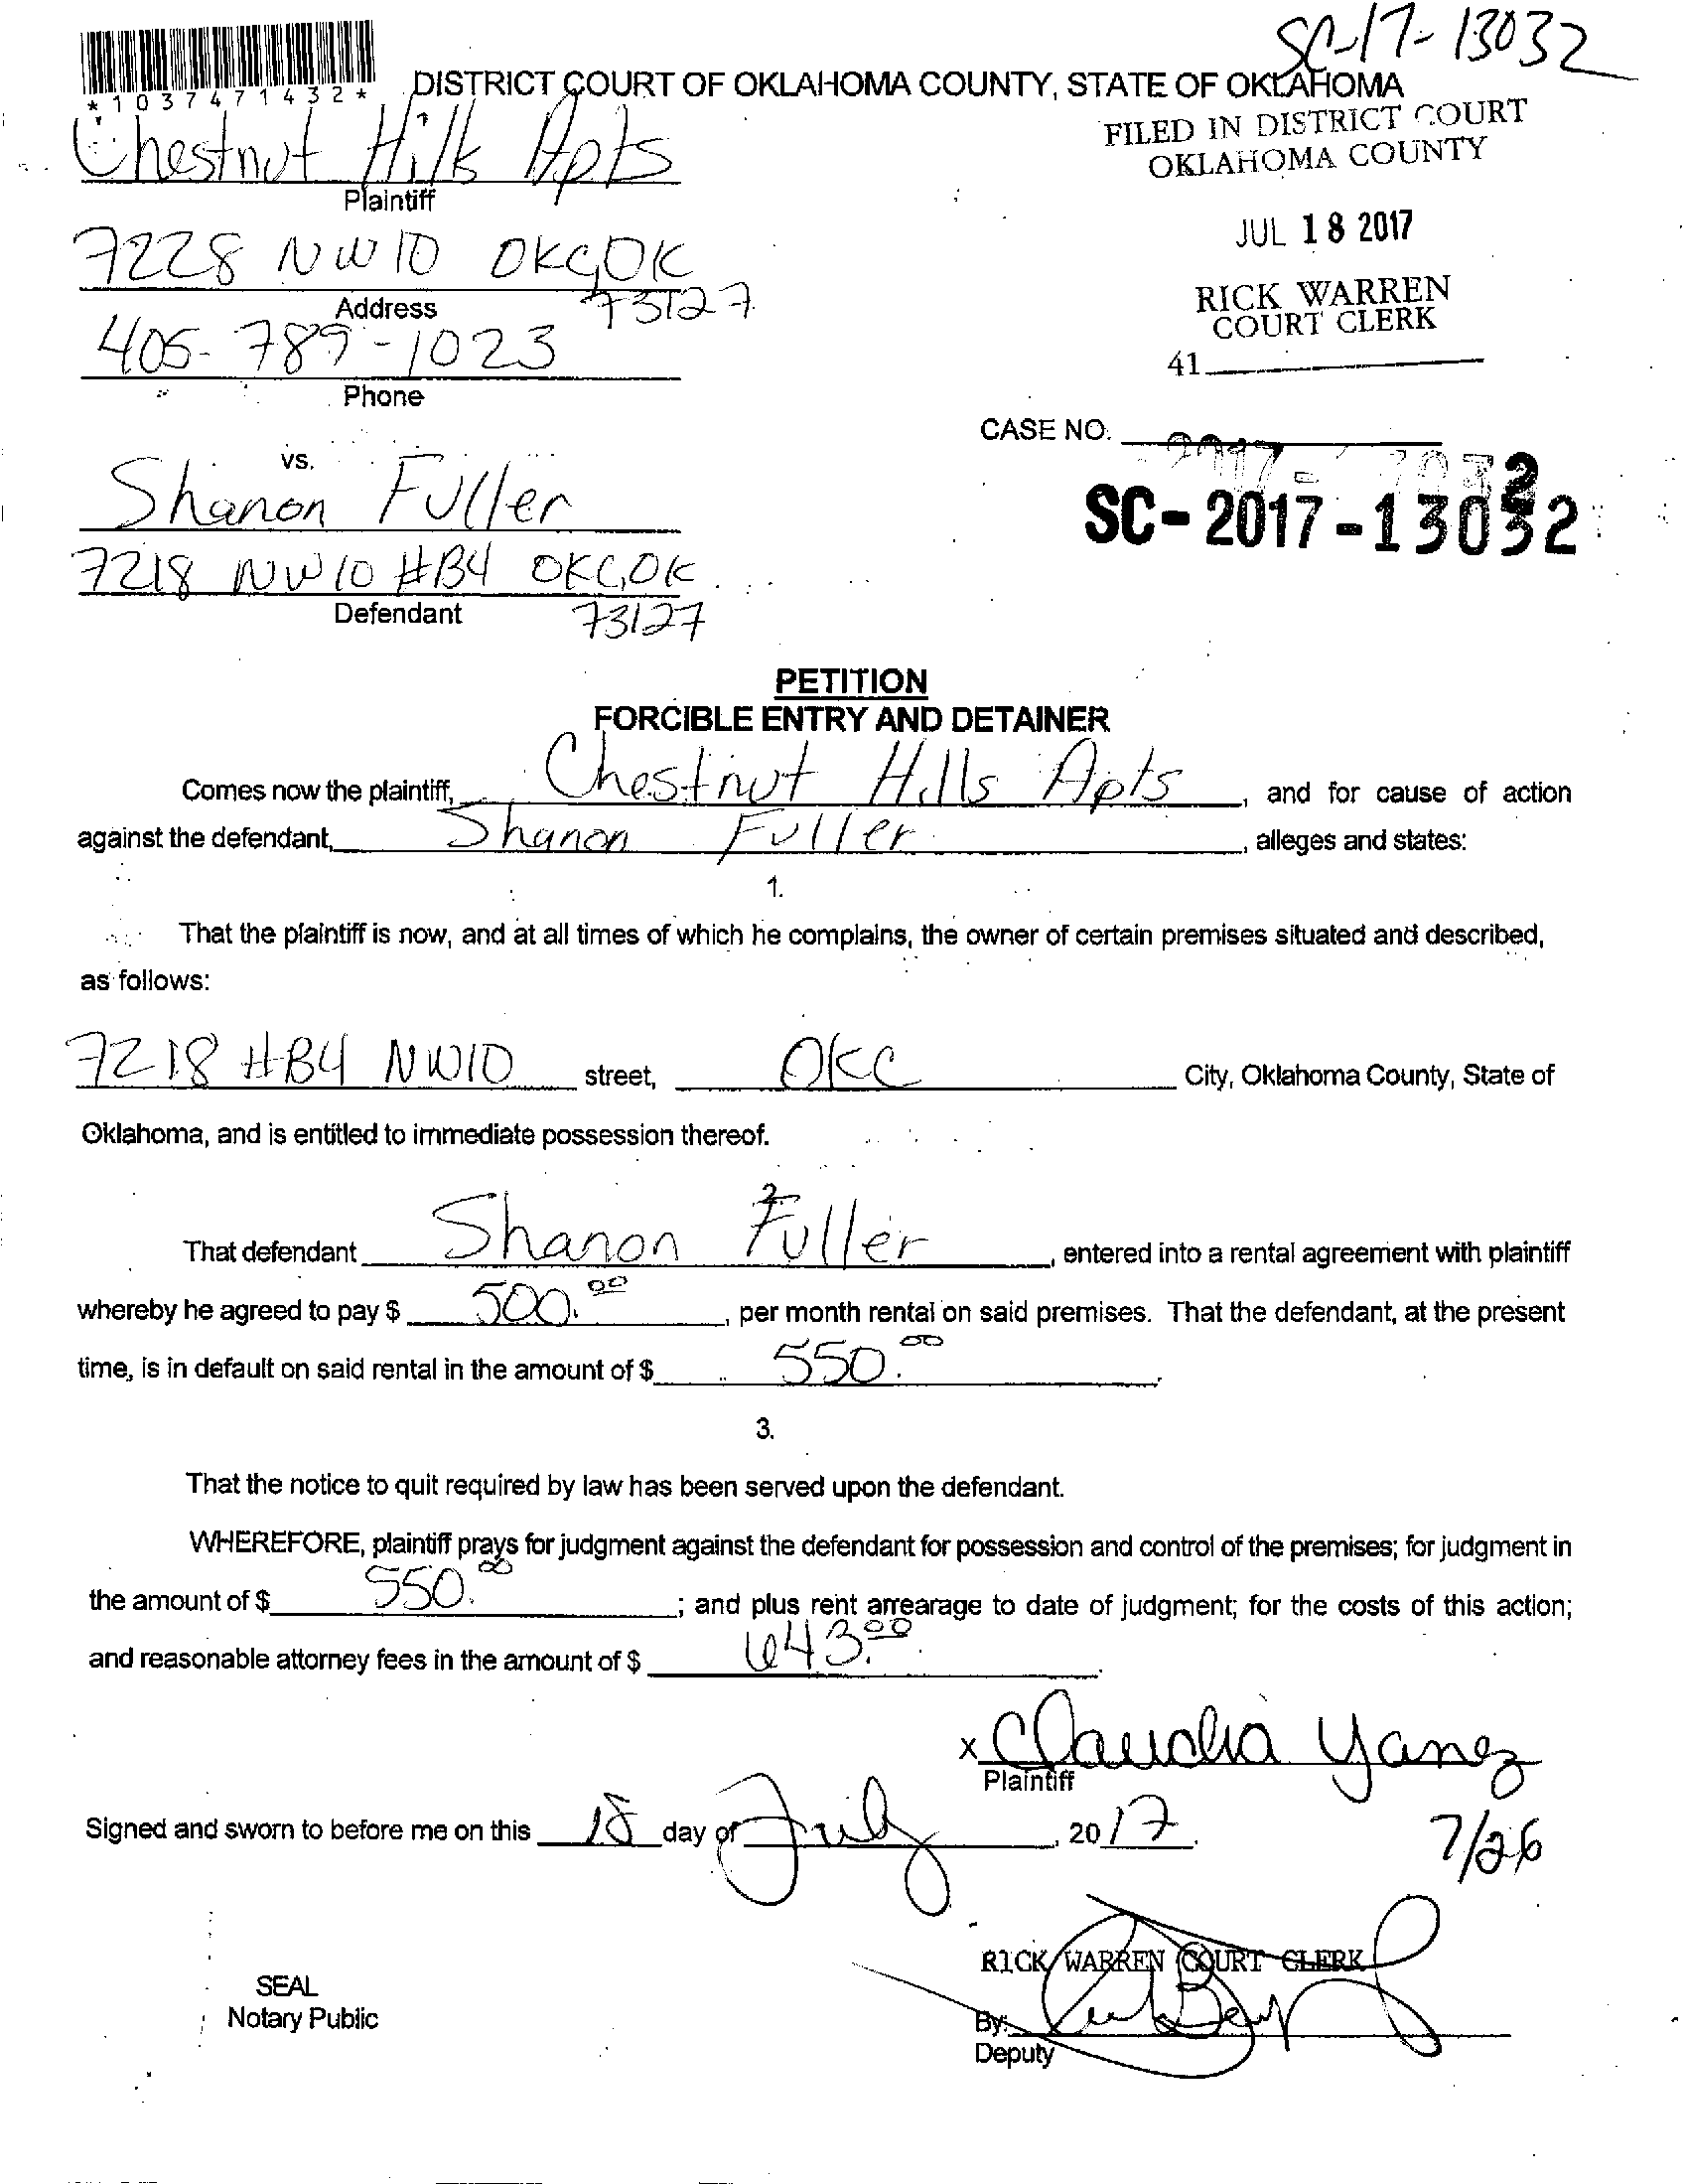 SC-17-13032
*1037471432*
DISTRICT COURT OF OKLAHOMA COUNTY, STATE OF OKLAHOMA
Chestnut Hills Apts
Plaintiff
FILED IN DISTRICT COURT
OKLAHOMA COUNTY
7228 NW 10 OKC, OK
73127
Address
JUL 18 2017
405-789-1023
Phone
RICK WARREN
COURT CLERK
41
CASE NO.
vs.
SC-2017-13032
Shanon Fuller
7218 NW 10 #B4 OKC, OK
73127
Defendant
PETITION
FORCIBLE ENTRY AND DETAINER
Comes now the plaintiff, Chestnut Hills Apts, and for cause of action
against the defendant, Shanon Fuller, alleges and states:
1.
That the plaintiff is now, and at all times of which he complains, the owner of certain premises situated and described,
as follows:
7218 #B4 NW10 street, OKC City, Oklahoma County, State of
Oklahoma, and is entitled to immediate possession thereof.
2.
That defendant Shanon Fuller, entered into a rental agreement with plaintiff
whereby he agreed to pay $ 500.00, per month rental on said premises. That the defendant, at the present
time, is in default on said rental in the amount of $ 550.00.
3.
That the notice to quit required by law has been served upon the defendant.
WHEREFORE, plaintiff prays for judgment against the defendant for possession and control of the premises; for judgment in
the amount of $ 550.00; and plus rent arrearage to date of judgment; for the costs of this action;
and reasonable attorney fees in the amount of $ 643.00.
x Claudia Yanez
Plaintiff
Signed and sworn to before me on this 18 day of July, 2017.
7/26
RICK WARREN COURT CLERK
SEAL
Notary Public
By:
Deputy